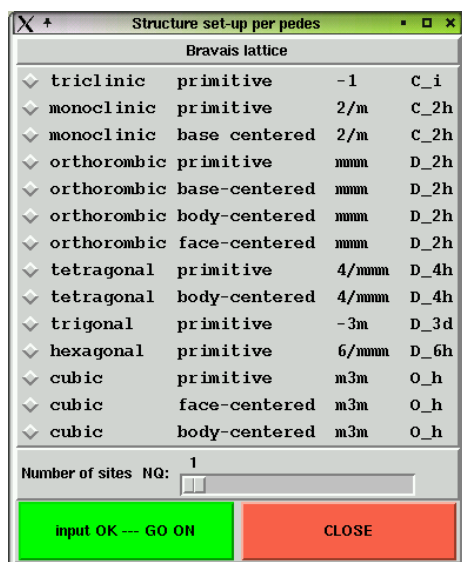 Structure set-up per pedes
Bravais lattice
triclinic primitive -1 C_i
monoclinic primitive 2/m C_2h
monoclinic base centered 2/m C_2h
orthorombic primitive mmm D_2h
orthorombic base-centered mmm D_2h
orthorombic body-centered mmm D_2h
orthorombic face-centered mmm D_2h
tetragonal primitive 4/mmm D_4h
tetragonal body-centered 4/mmm D_4h
trigonal primitive -3m D_3d
hexagonal primitive 6/mmm D_6h
cubic primitive m3m O_h
cubic face-centered m3m O_h
cubic body-centered m3m O_h
1
Number of sites NQ:
input OK --- GO ON CLOSE